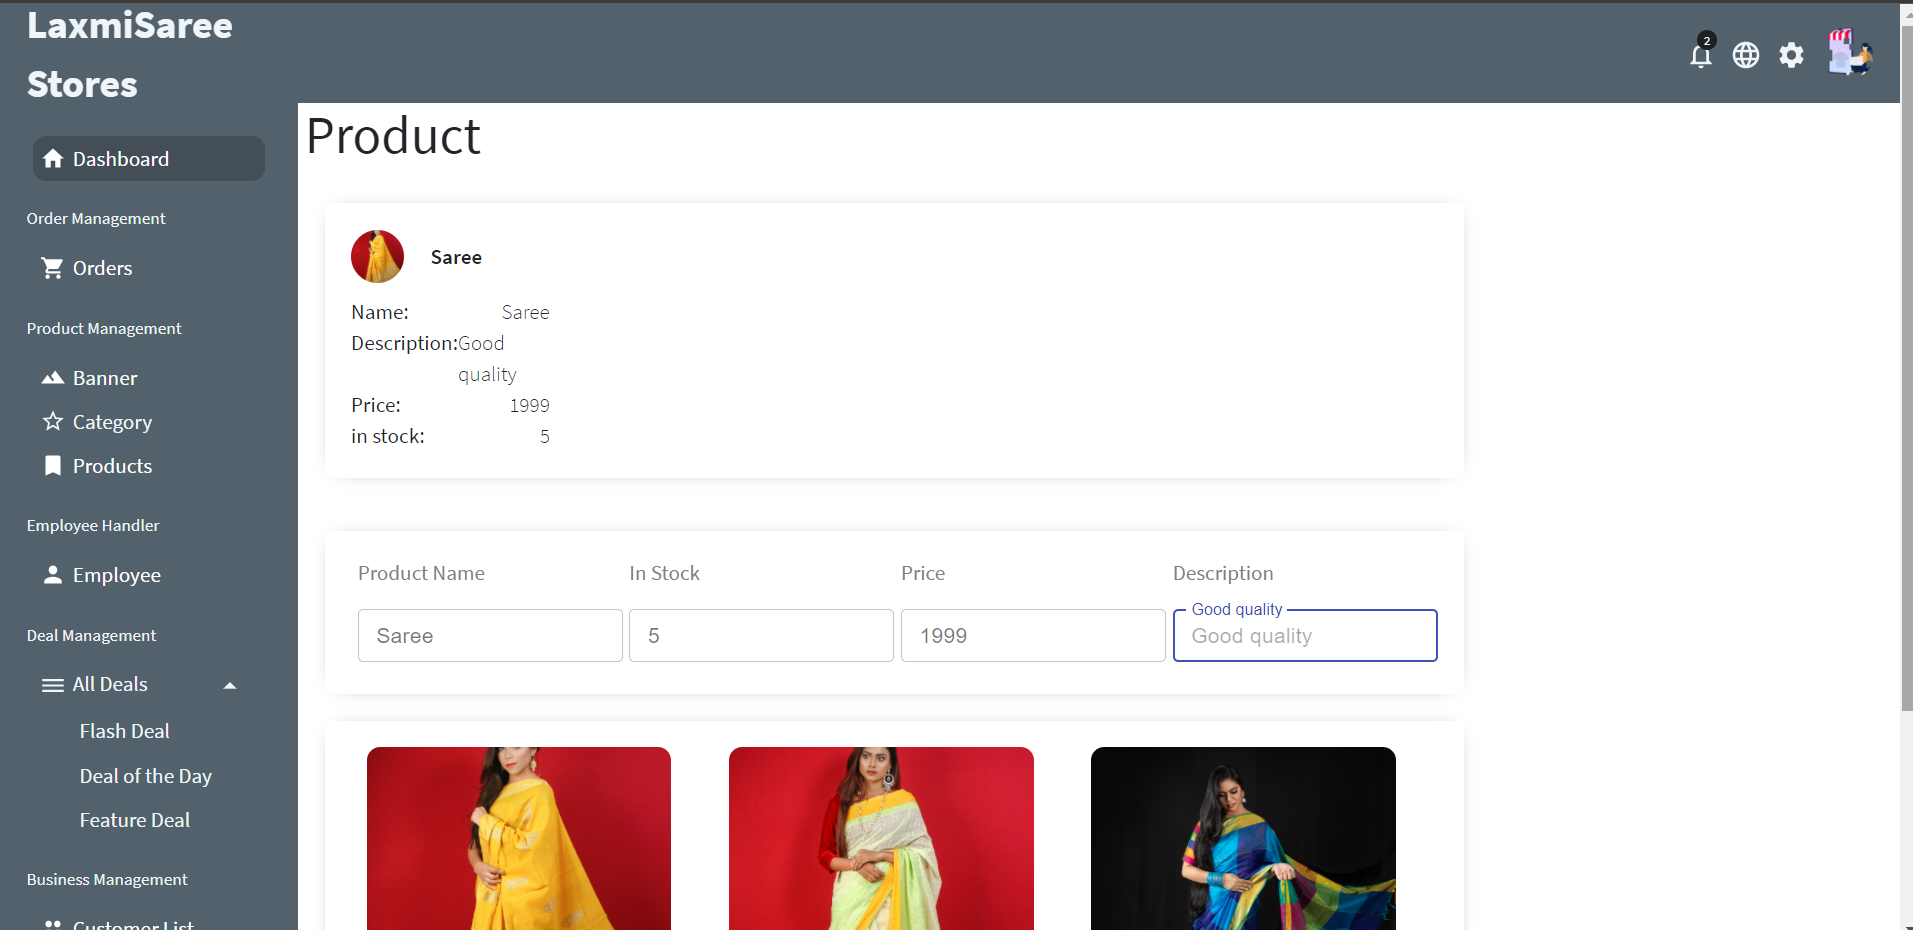 LaxmiSaree
Stores
2
Dashboard
Order Management
Orders
Product Management
Banner
Category
Products
Employee Handler
Employee
Deal Management
All Deals
Flash Deal
Deal of the Day
Feature Deal
Business Management
Customer List
Product
Saree
Name: Saree
Description: Good
quality
Price: 1999
in stock: 5
Product Name In Stock Price Description
Good quality
Saree 5 1999 Good quality